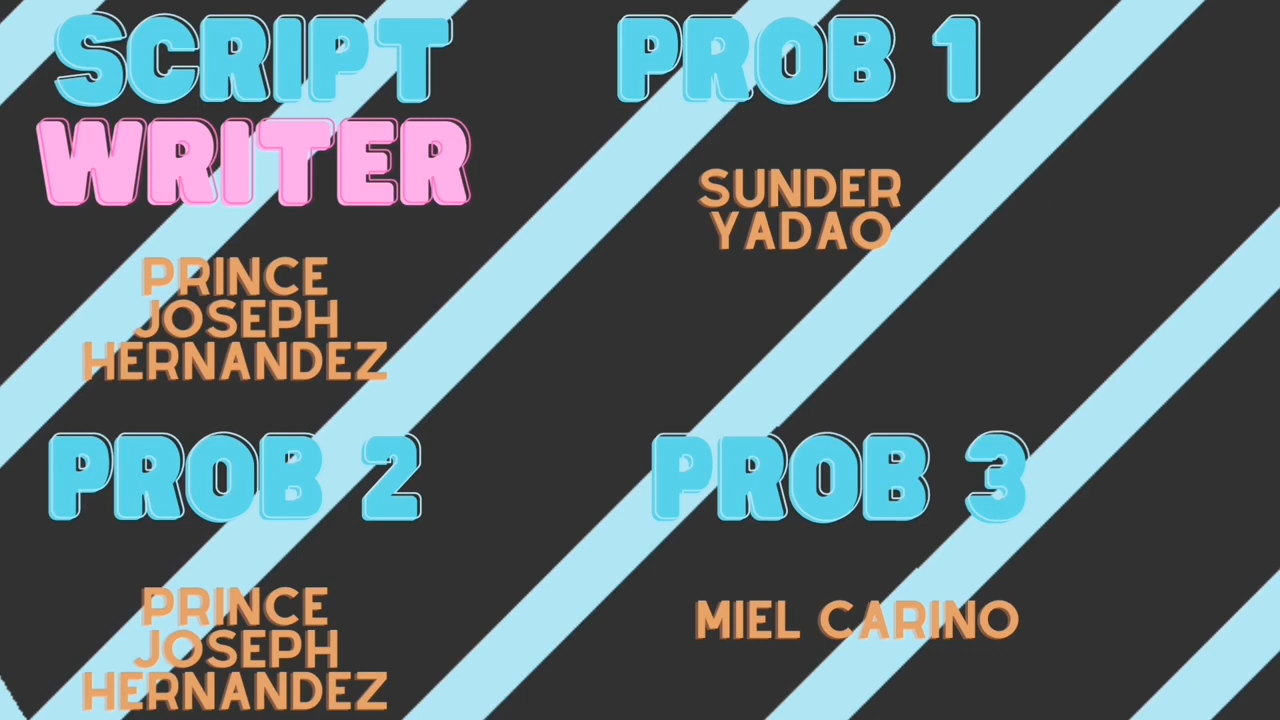 SCRIPT
WRITER
PRINCE
JOSEPH
HERNANDEZ
PROB 1
SUNDER
YADAO
PROB 2
PRINCE
JOSEPH
HERNANDEZ
PROB 3
MIEL CARINO